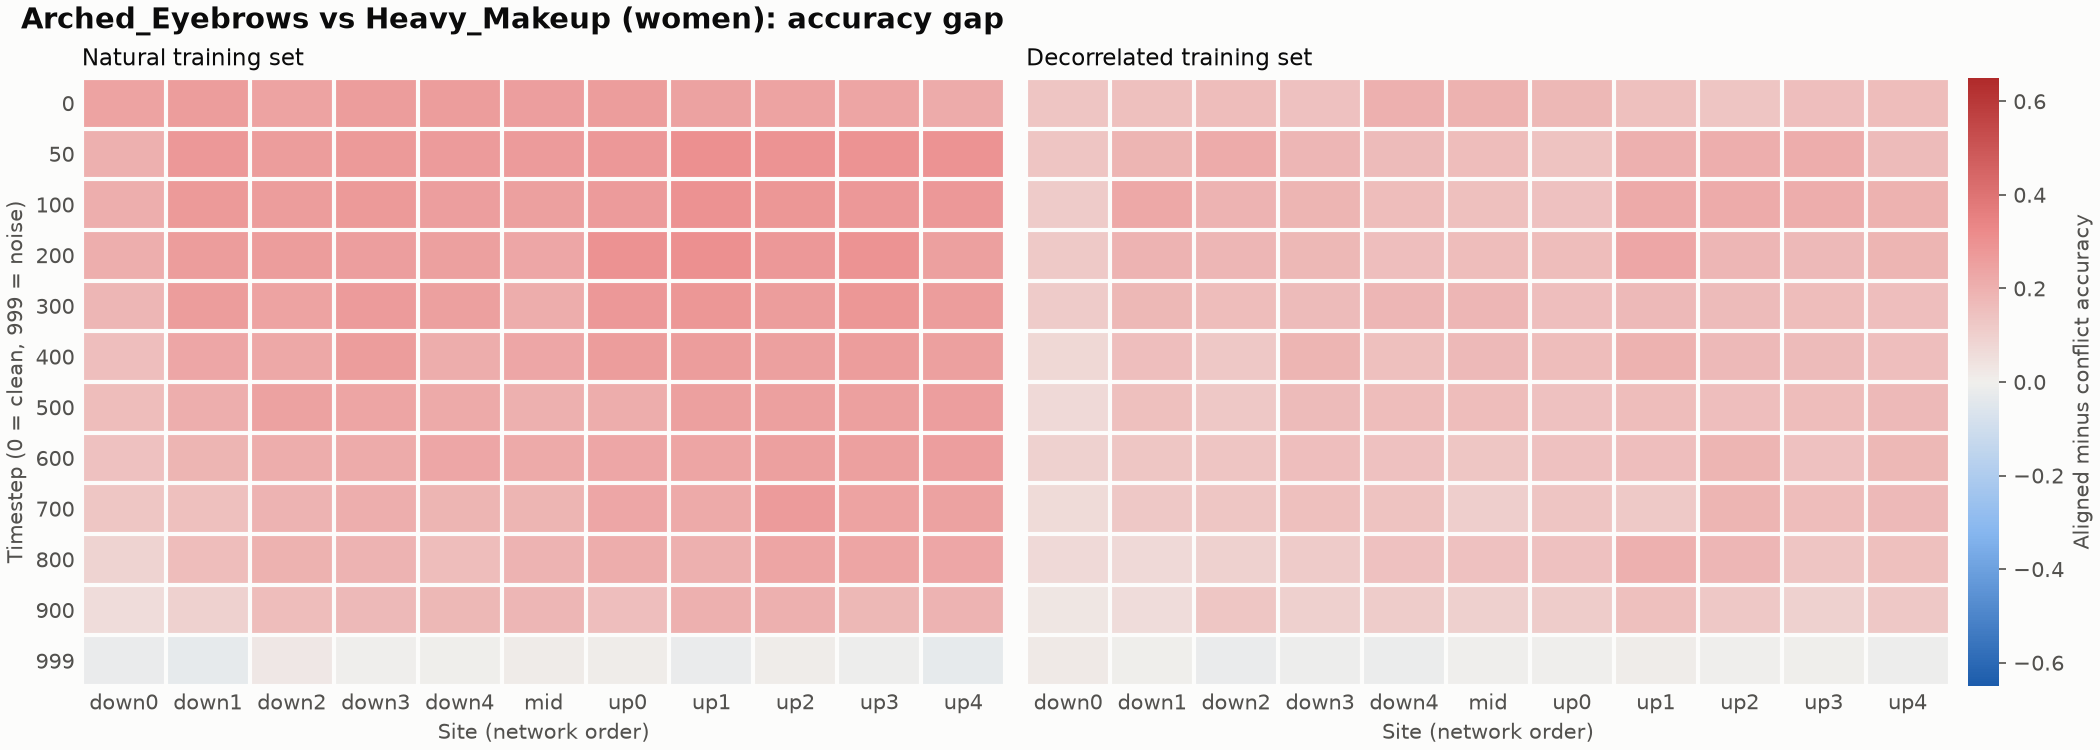 Arched_Eyebrows vs Heavy_Makeup (women): accuracy gap
Natural training set
Decorrelated training set
Timestep (0 = clean, 999 = noise)
0
50
100
200
300
400
500
600
700
800
900
999
down0 down1 down2 down3 down4 mid up0 up1 up2 up3 up4
Site (network order)
down0 down1 down2 down3 down4 mid up0 up1 up2 up3 up4
Site (network order)
0.6
0.4
0.2
0.0
−0.2
−0.4
−0.6
Aligned minus conflict accuracy